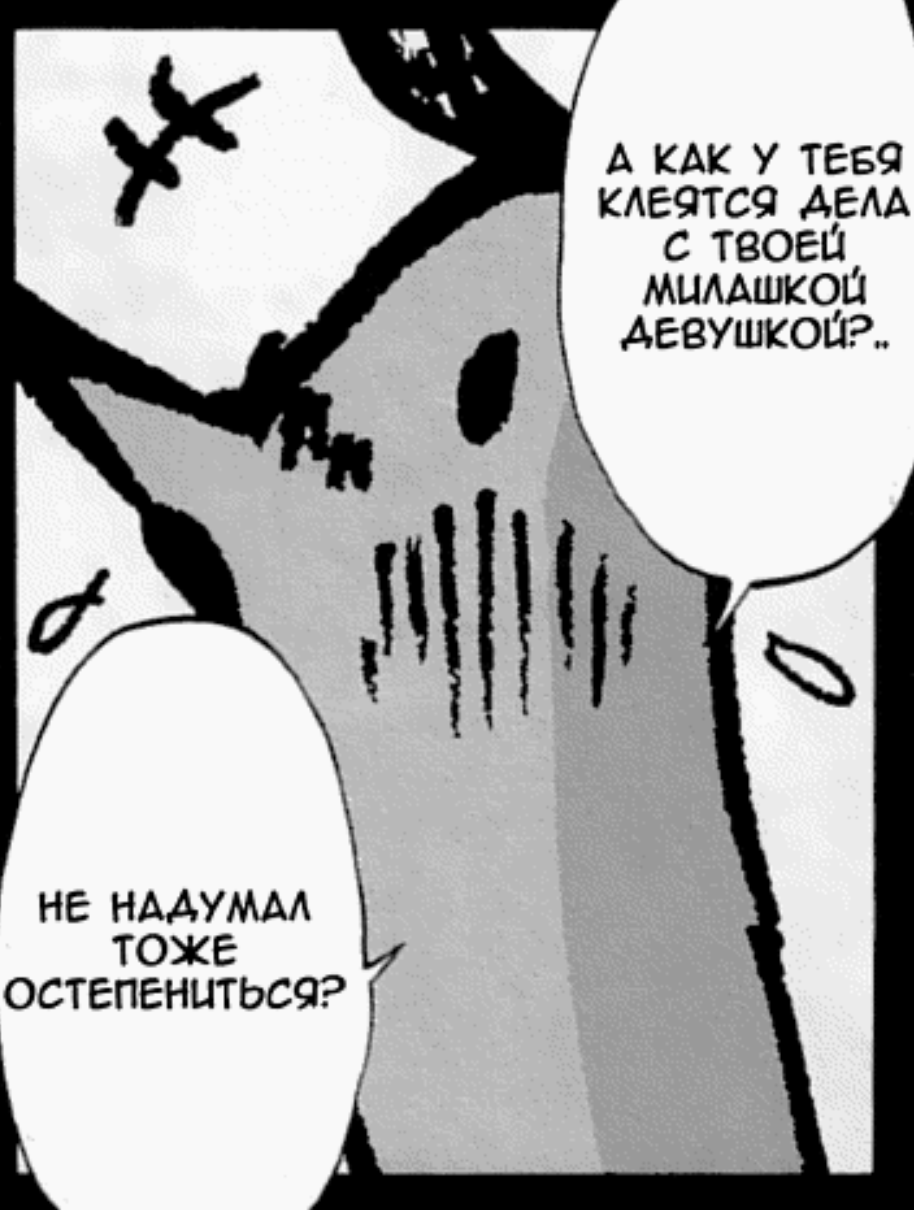 А КАК У ТЕБЯ
КЛЕЯТСЯ ДЕЛА
С ТВОЕЙ
МИЛАШКОЙ
ДЕВУШКОЙ?..
НЕ НАДУМАЛ
ТОЖЕ
ОСТЕПЕНИТЬСЯ?